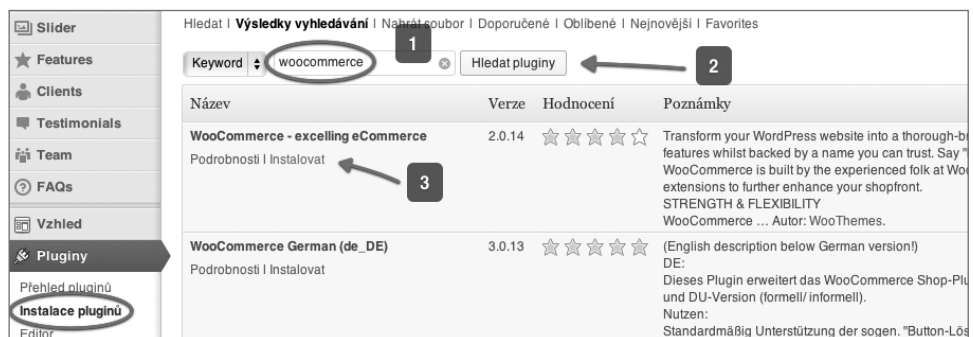 Slider
Features
Clients
Testimonials
Team
FAQs
Vzhled
Pluginy
Přehled pluginů
Instalace pluginů
Editor
Hledat | Výsledky vyhledávání | Nahrát soubor | Doporučené | Oblíbené | Nejnovější | Favorites
1
Keyword woocommerce Hledat pluginy
2
Název Verze Hodnocení Poznámky
WooCommerce - excelling eCommerce 2.0.14
Podrobnosti | Instalovat
3
Transform your WordPress website into a thorough-b
features whilst backed by a name you can trust. Say "
WooCommerce is built by the experienced folk at Woo
extensions to further enhance your shopfront.
STRENGTH & FLEXIBILITY
WooCommerce … Autor: WooThemes.
WooCommerce German (de_DE) 3.0.13
Podrobnosti | Instalovat
(English description below German version!)
DE:
Dieses Plugin erweitert das WooCommerce Shop-Plu
und DU-Version (formell/ informell).
Nutzen:
Standardmäßig Unterstützung der sogen. "Button-Lös